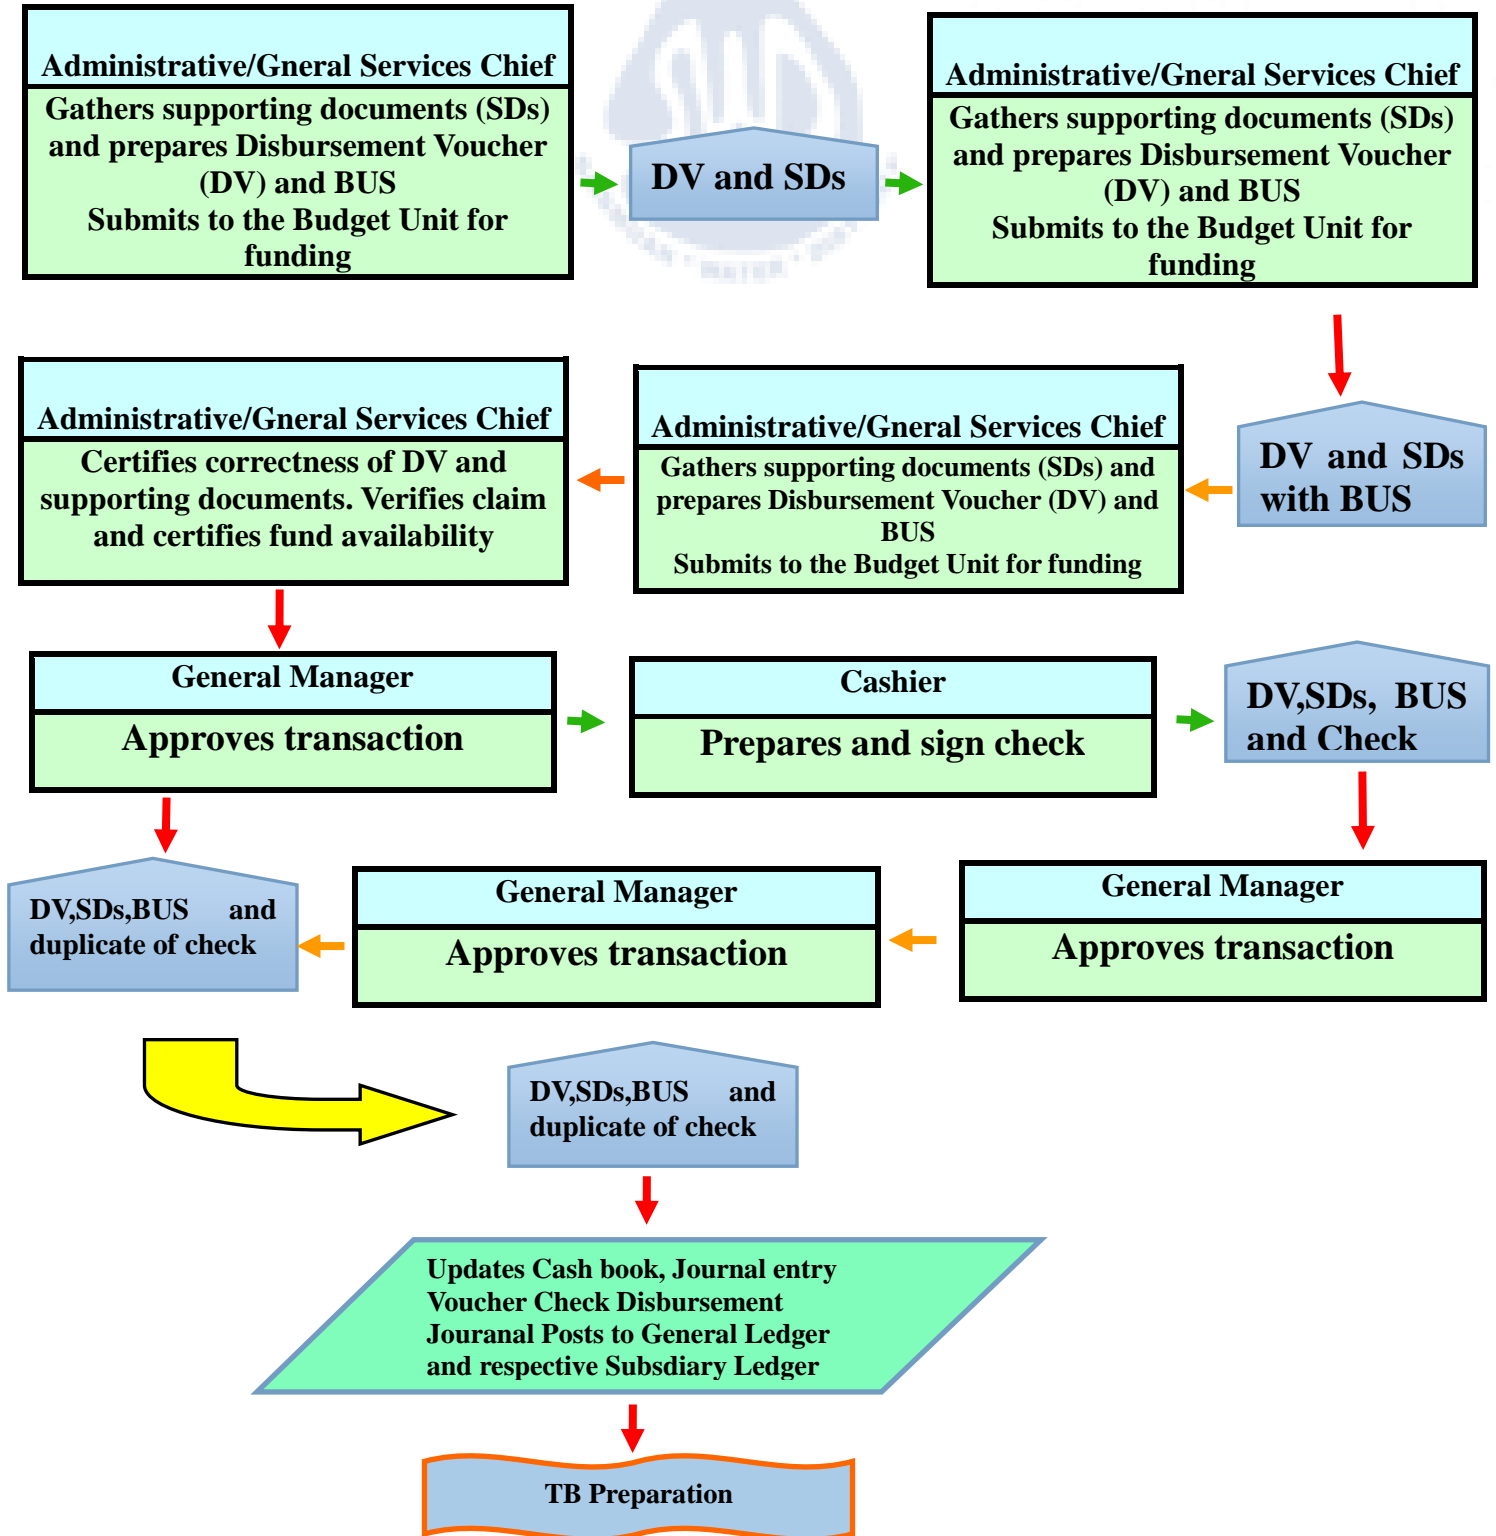 Administrative/Gneral Services Chief
Gathers supporting documents (SDs)
and prepares Disbursement Voucher
(DV) and BUS
Submits to the Budget Unit for
funding
DV and SDs
Administrative/Gneral Services Chief
Gathers supporting documents (SDs)
and prepares Disbursement Voucher
(DV) and BUS
Submits to the Budget Unit for
funding
DV and SDs
with BUS
Administrative/Gneral Services Chief
Gathers supporting documents (SDs) and
prepares Disbursement Voucher (DV) and
BUS
Submits to the Budget Unit for funding
Administrative/Gneral Services Chief
Certifies correctness of DV and
supporting documents. Verifies claim
and certifies fund availability
General Manager
Approves transaction
Cashier
Prepares and sign check
DV,SDs, BUS
and Check
General Manager
Approves transaction
General Manager
Approves transaction
DV,SDs,BUS and
duplicate of check
DV,SDs,BUS and
duplicate of check
Updates Cash book, Journal entry
Voucher Check Disbursement
Jouranal Posts to General Ledger
and respective Subsdiary Ledger
TB Preparation